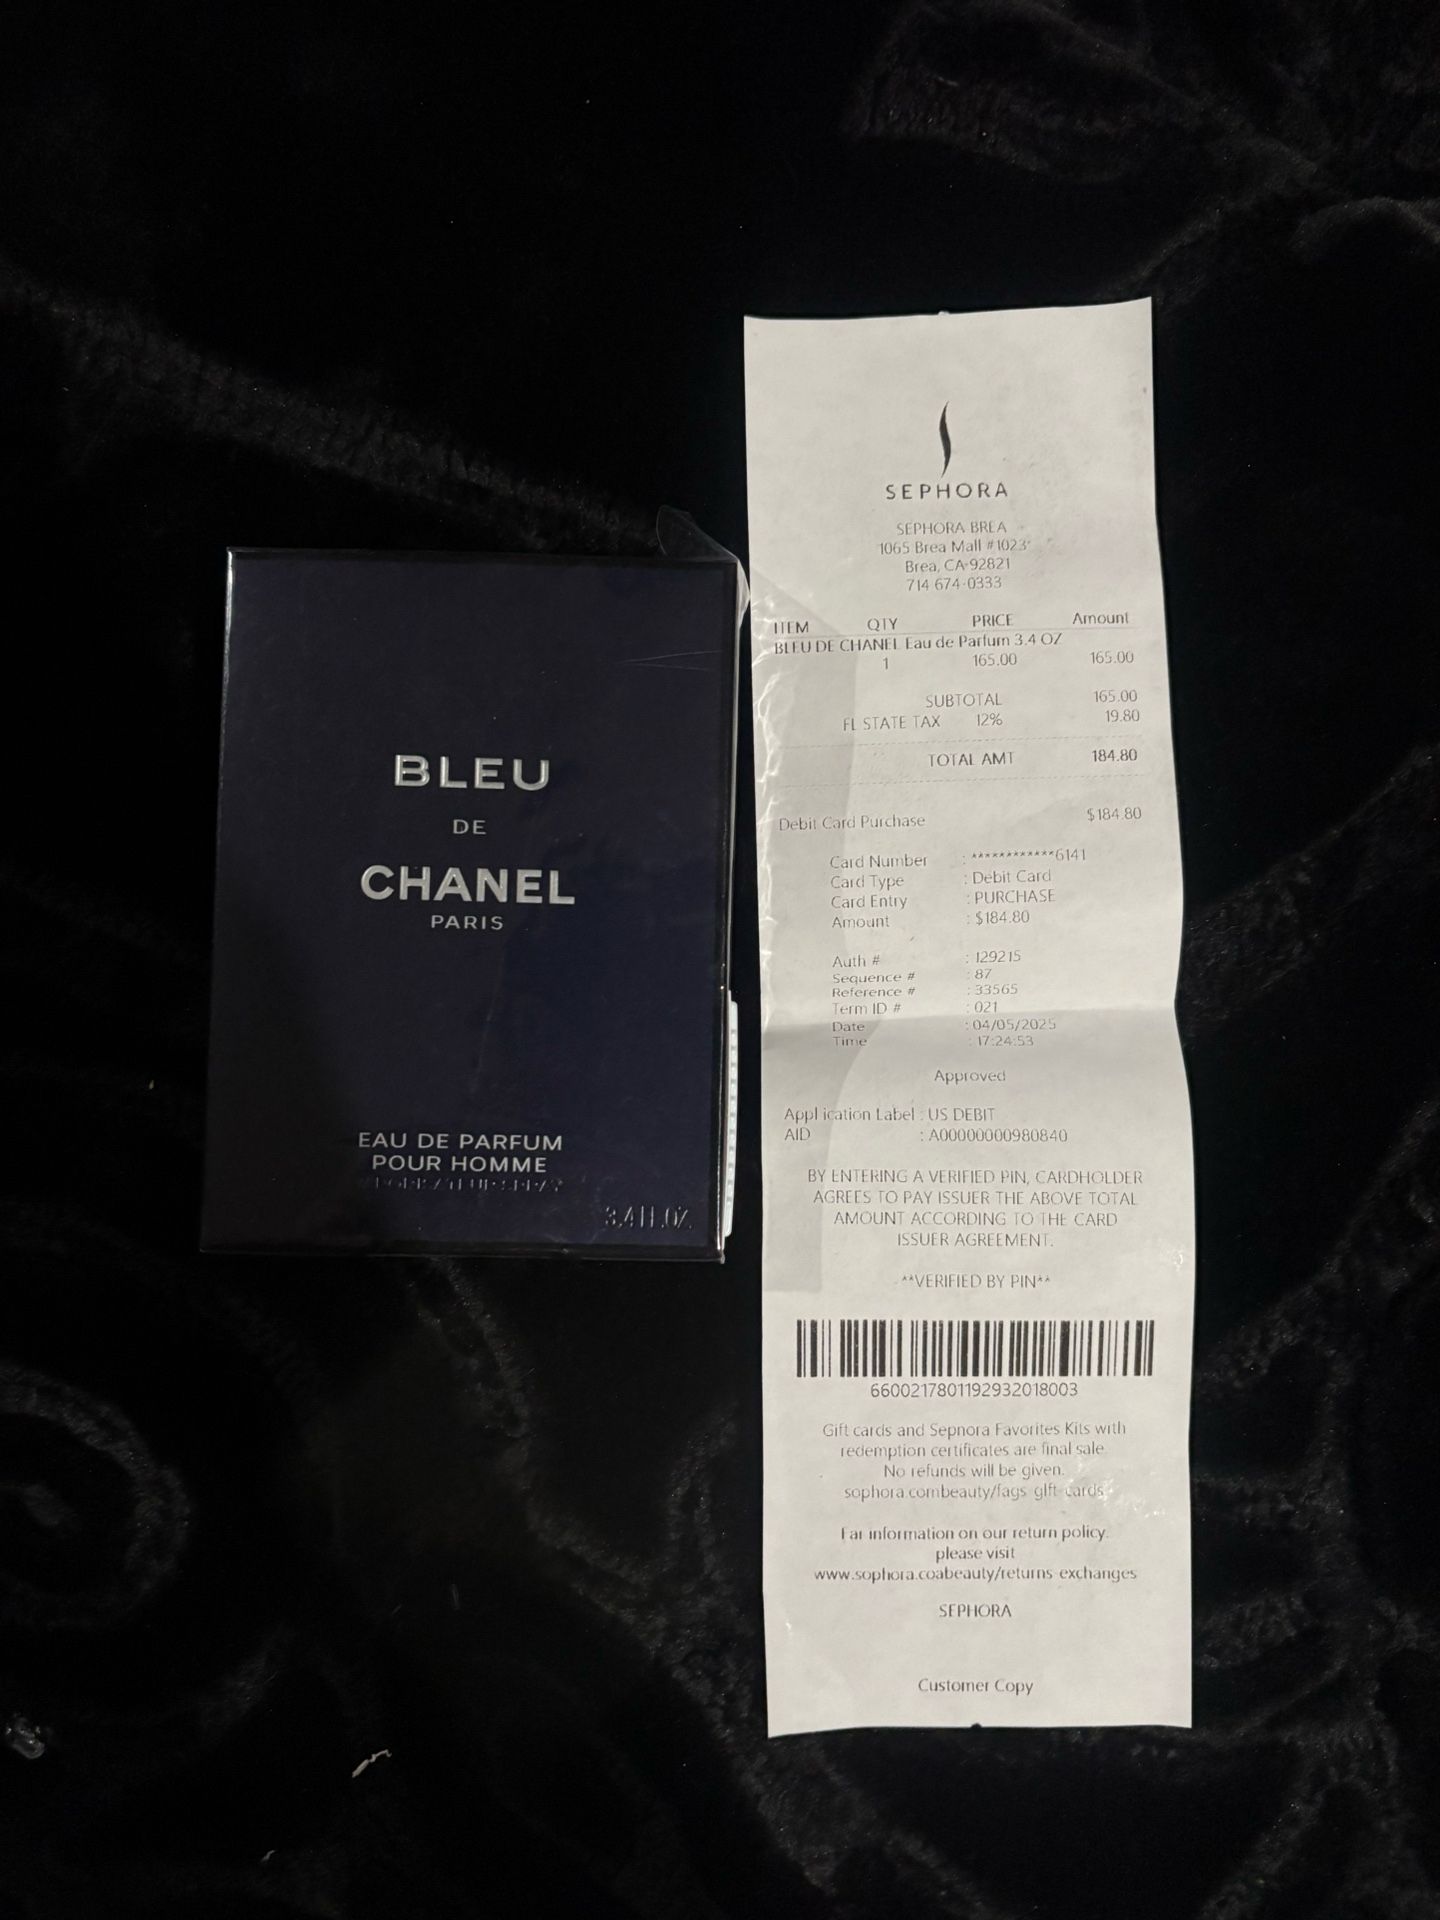 BLEU
DE
CHANEL
PARIS
EAU DE PARFUM
POUR HOMME
3.4 fl.oz
SEPHORA
SEPHORA BREA
1065 Brea Mall #1023
Brea, CA 92821
714 674-0333
ITEM QTY PRICE Amount
BLEU DE CHANEL Eau de Parfum 3.4 OZ
1 165.00 165.00
SUBTOTAL 165.00
FL STATE TAX 12% 19.80
TOTAL AMT 184.80
Debit Card Purchase $184.80
Card Number : ************6141
Card Type : Debit Card
Card Entry : PURCHASE
Amount : $184.80
Auth # : 129215
Sequence # : 87
Reference # : 33565
Term ID # : 021
Date : 04/05/2025
Time : 17:24:53
Approved
Application Label : US DEBIT
AID : A00000000980840
BY ENTERING A VERIFIED PIN, CARDHOLDER
AGREES TO PAY ISSUER THE ABOVE TOTAL
AMOUNT ACCORDING TO THE CARD
ISSUER AGREEMENT.
**VERIFIED BY PIN**
6600217801192932018003
Gift cards and Sepnora Favorites Kits with
redemption certificates are final sale.
No refunds will be given.
sophora.combeauty/fags glft-cards
Far information on our return policy.
please visit
www.sophora.coabeauty/returns exchanges
SEPHORA
Customer Copy